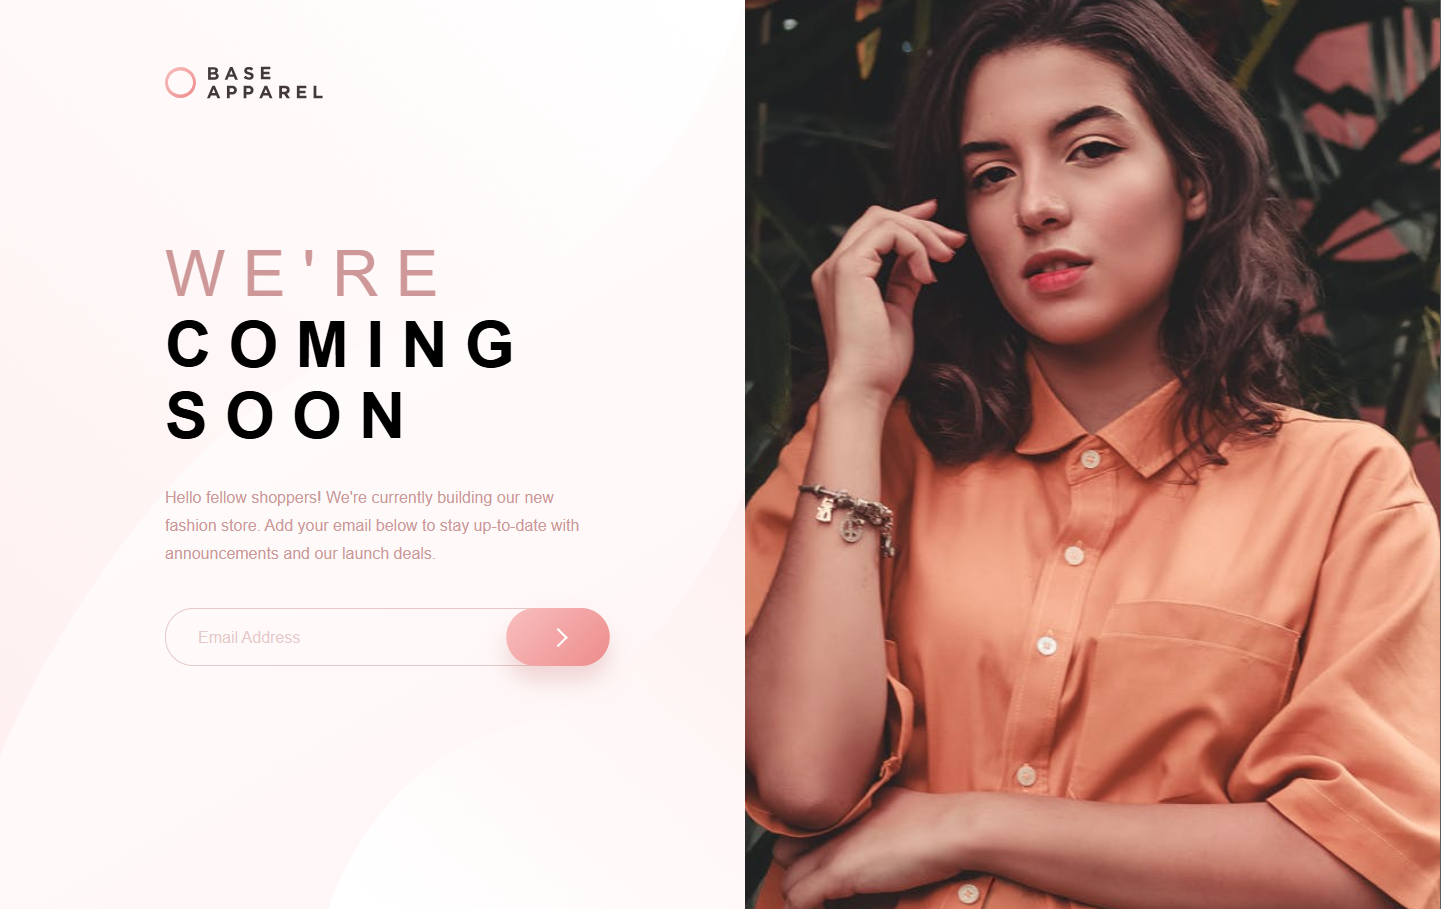 BASE
APPAREL
WE'RE
COMING
SOON
Hello fellow shoppers! We're currently building our new
fashion store. Add your email below to stay up-to-date with
announcements and our launch deals.
Email Address